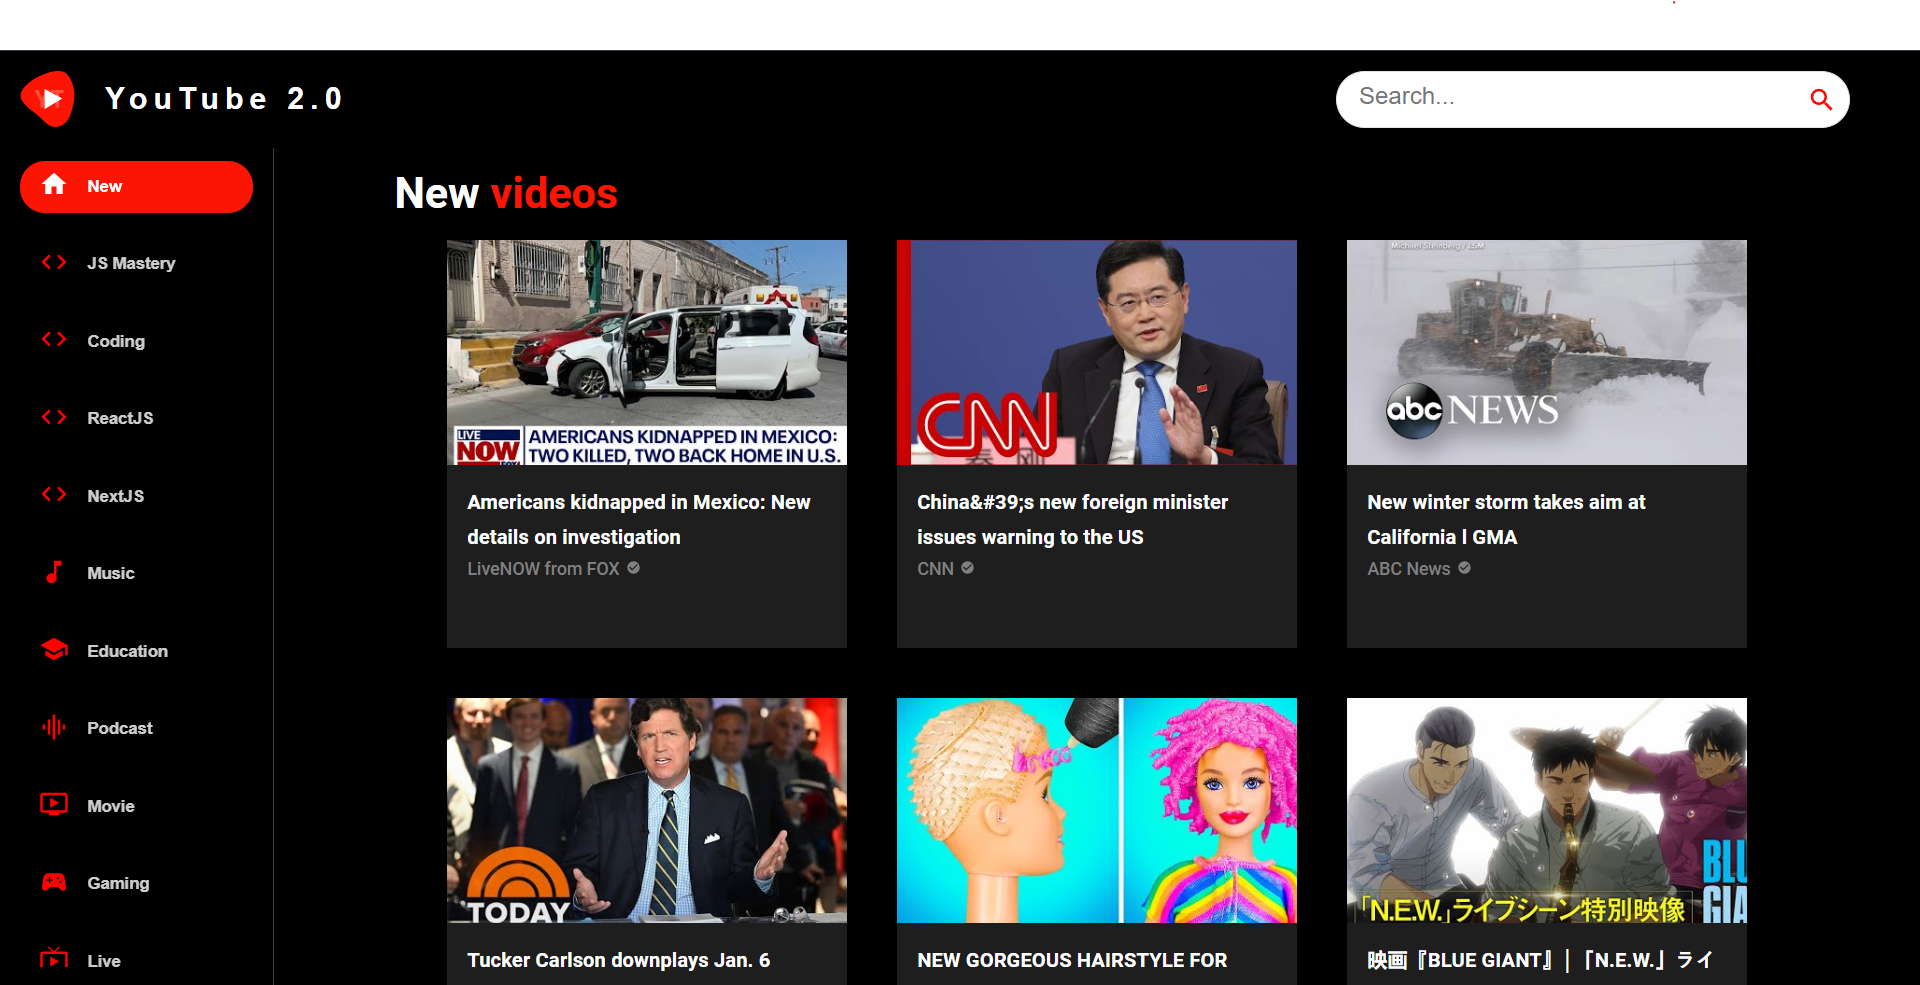 YouTube 2.0
Search...
New
JS Mastery
Coding
ReactJS
NextJS
Music
Education
Podcast
Movie
Gaming
Live
New videos
LIVE
NOW
AMERICANS KIDNAPPED IN MEXICO:
TWO KILLED, TWO BACK HOME IN U.S.
Americans kidnapped in Mexico: New
details on investigation
LiveNOW from FOX
CNN
秦 刚
China&#39;s new foreign minister
issues warning to the US
CNN
Michael Steinberg / LSM
abc NEWS
New winter storm takes aim at
California l GMA
ABC News
TODAY
Tucker Carlson downplays Jan. 6
NEW GORGEOUS HAIRSTYLE FOR
BLU
GIA
「N.E.W.」ライブシーン特別映像
映画『BLUE GIANT』｜「N.E.W.」ライ